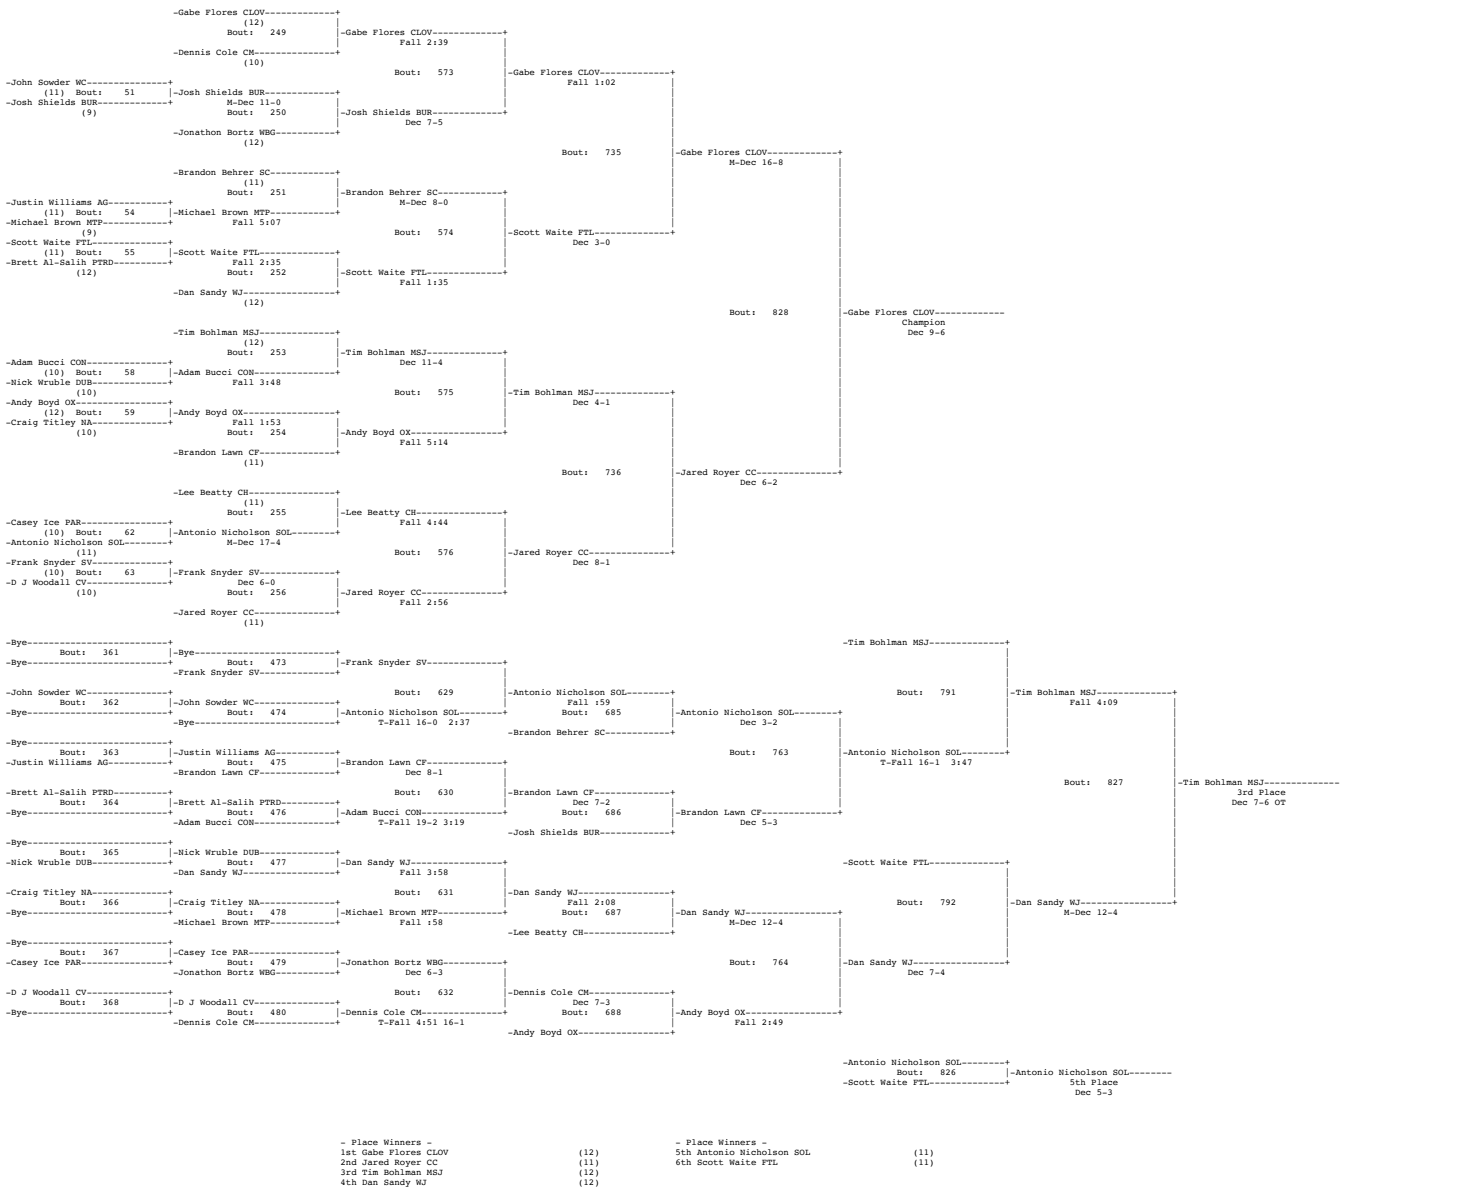 -Gabe Flores CLOV-------------+
(12)
Bout: 249 |-Gabe Flores CLOV-------------+
Fall 2:39
-Dennis Cole CM---------------+
(10)
Bout: 573 |-Gabe Flores CLOV-------------+
-John Sowder WC---------------+ Fall 1:02
(11) Bout: 51 |-Josh Shields BUR-------------+
-Josh Shields BUR-------------+ M-Dec 11-0
(9) Bout: 250 |-Josh Shields BUR-------------+
Dec 7-5
-Jonathon Bortz WBG-----------+
(12)
Bout: 735 |-Gabe Flores CLOV-------------+
M-Dec 16-8
-Brandon Behrer SC------------+
(11)
Bout: 251 |-Brandon Behrer SC------------+
-Justin Williams AG-----------+ M-Dec 8-0
(11) Bout: 54 |-Michael Brown MTP------------+
-Michael Brown MTP------------+ Fall 5:07
(9) Bout: 574 |-Scott Waite FTL--------------+
-Scott Waite FTL--------------+ Dec 3-0
(11) Bout: 55 |-Scott Waite FTL--------------+
-Brett Al-Salih PTRD----------+ Fall 2:35
(12) Bout: 252 |-Scott Waite FTL--------------+
Fall 1:35
-Dan Sandy WJ-----------------+
(12)
Bout: 828 |-Gabe Flores CLOV-------------
Champion
-Tim Bohlman MSJ--------------+ Dec 9-6
(12)
Bout: 253 |-Tim Bohlman MSJ--------------+
-Adam Bucci CON---------------+ Dec 11-4
(10) Bout: 58 |-Adam Bucci CON---------------+
-Nick Wruble DUB--------------+ Fall 3:48
(10) Bout: 575 |-Tim Bohlman MSJ--------------+
-Andy Boyd OX-----------------+ Dec 4-1
(12) Bout: 59 |-Andy Boyd OX-----------------+
-Craig Titley NA--------------+ Fall 1:53
(10) Bout: 254 |-Andy Boyd OX-----------------+
Fall 5:14
-Brandon Lawn CF--------------+
(11)
Bout: 736 |-Jared Royer CC---------------+
Dec 6-2
-Lee Beatty CH----------------+
(11)
Bout: 255 |-Lee Beatty CH----------------+
-Casey Ice PAR----------------+ Fall 4:44
(10) Bout: 62 |-Antonio Nicholson SOL--------+
-Antonio Nicholson SOL--------+ M-Dec 17-4
(11) Bout: 576 |-Jared Royer CC---------------+
-Frank Snyder SV--------------+ Dec 8-1
(10) Bout: 63 |-Frank Snyder SV--------------+
-D J Woodall CV---------------+ Dec 6-0
(10) Bout: 256 |-Jared Royer CC---------------+
Fall 2:56
-Jared Royer CC---------------+
(11)
-Bye--------------------------+ -Tim Bohlman MSJ--------------+
Bout: 361 |-Bye--------------------------+
-Bye--------------------------+ Bout: 473 |-Frank Snyder SV--------------+
-Frank Snyder SV--------------+
-John Sowder WC---------------+ Bout: 629 |-Antonio Nicholson SOL--------+ Bout: 791 |-Tim Bohlman MSJ--------------+
Bout: 362 |-John Sowder WC---------------+ Fall :59 Fall 4:09
-Bye--------------------------+ Bout: 474 |-Antonio Nicholson SOL--------+ Bout: 685 |-Antonio Nicholson SOL--------+
-Bye--------------------------+ T-Fall 16-0 2:37 Dec 3-2
-Brandon Behrer SC------------+
-Bye--------------------------+
Bout: 363 |-Justin Williams AG-----------+ Bout: 763 |-Antonio Nicholson SOL--------+
-Justin Williams AG-----------+ Bout: 475 |-Brandon Lawn CF--------------+ T-Fall 16-1 3:47
-Brandon Lawn CF--------------+ Dec 8-1
Bout: 827 |-Tim Bohlman MSJ--------------
-Brett Al-Salih PTRD----------+ Bout: 630 |-Brandon Lawn CF--------------+ 3rd Place
Bout: 364 |-Brett Al-Salih PTRD----------+ Dec 7-2 Dec 7-6 OT
-Bye--------------------------+ Bout: 476 |-Adam Bucci CON---------------+ Bout: 686 |-Brandon Lawn CF--------------+
-Adam Bucci CON---------------+ T-Fall 19-2 3:19 Dec 5-3
-Josh Shields BUR-------------+
-Bye--------------------------+
Bout: 365 |-Nick Wruble DUB--------------+
-Nick Wruble DUB--------------+ Bout: 477 |-Dan Sandy WJ-----------------+ -Scott Waite FTL--------------+
-Dan Sandy WJ-----------------+ Fall 3:58
-Craig Titley NA--------------+ Bout: 631 |-Dan Sandy WJ-----------------+
Bout: 366 |-Craig Titley NA--------------+ Fall 2:08 Bout: 792 |-Dan Sandy WJ-----------------+
-Bye--------------------------+ Bout: 478 |-Michael Brown MTP------------+ Bout: 687 |-Dan Sandy WJ-----------------+ M-Dec 12-4
-Michael Brown MTP------------+ Fall :58 M-Dec 12-4
-Lee Beatty CH----------------+
-Bye--------------------------+
Bout: 367 |-Casey Ice PAR----------------+
-Casey Ice PAR----------------+ Bout: 479 |-Jonathon Bortz WBG-----------+ Bout: 764 |-Dan Sandy WJ-----------------+
-Jonathon Bortz WBG-----------+ Dec 6-3 Dec 7-4
-D J Woodall CV---------------+ Bout: 632 |-Dennis Cole CM---------------+
Bout: 368 |-D J Woodall CV---------------+ Dec 7-3
-Bye--------------------------+ Bout: 480 |-Dennis Cole CM---------------+ Bout: 688 |-Andy Boyd OX-----------------+
-Dennis Cole CM---------------+ T-Fall 4:51 16-1 Fall 2:49
-Andy Boyd OX-----------------+
-Antonio Nicholson SOL--------+
Bout: 826 |-Antonio Nicholson SOL--------
-Scott Waite FTL--------------+ 5th Place
Dec 5-3
- Place Winners - - Place Winners -
1st Gabe Flores CLOV (12) 5th Antonio Nicholson SOL (11)
2nd Jared Royer CC (11) 6th Scott Waite FTL (11)
3rd Tim Bohlman MSJ (12)
4th Dan Sandy WJ (12)